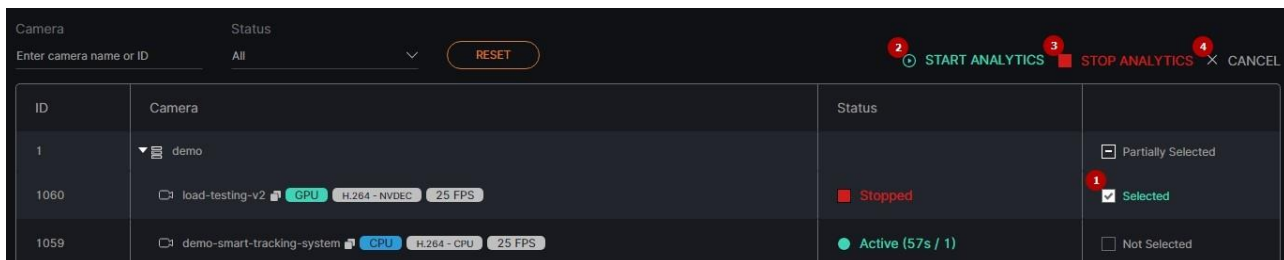 Camera Status
Enter camera name or ID All RESET 2 START ANALYTICS 3 STOP ANALYTICS 4 CANCEL
ID Camera Status
1 demo Partially Selected
1060 load-testing-v2 GPU H.264 - NVDEC 25 FPS Stopped 1 Selected
1059 demo-smart-tracking-system CPU H.264 - CPU 25 FPS Active (57s / 1) Not Selected